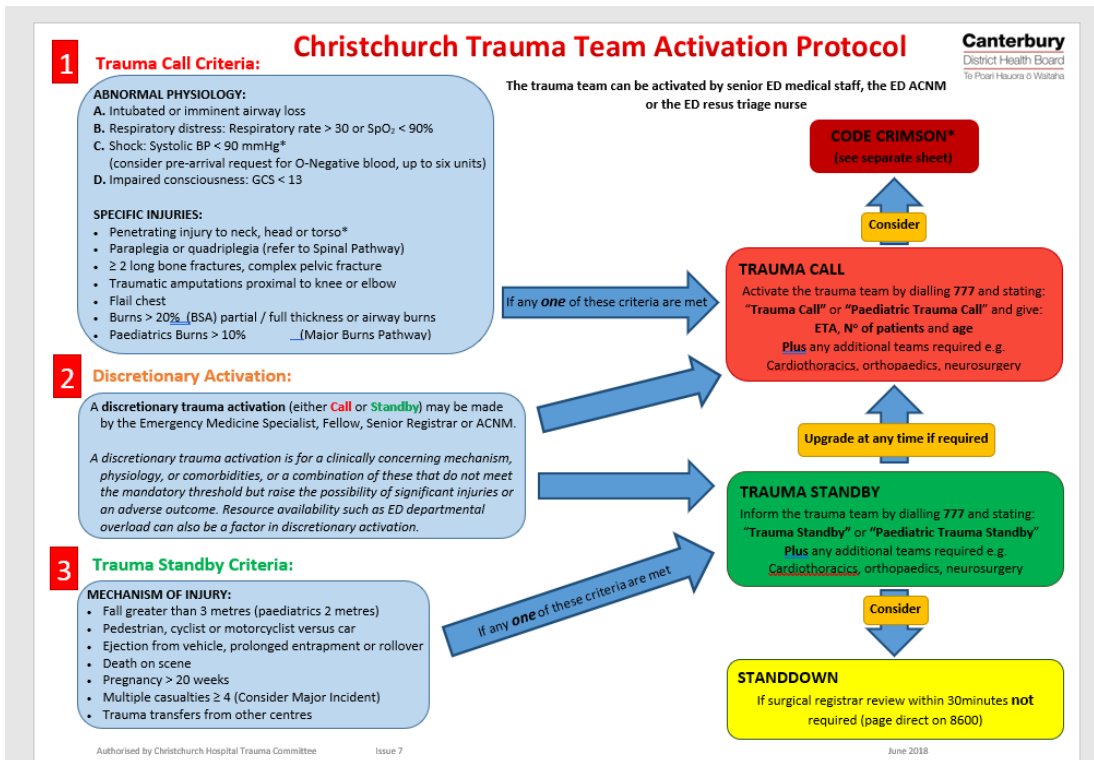 Christchurch Trauma Team Activation Protocol
Canterbury
District Health Board
Te Poari Hauora ō Waitaha
The trauma team can be activated by senior ED medical staff, the ED ACNM
or the ED resus triage nurse
1
Trauma Call Criteria:
ABNORMAL PHYSIOLOGY:
A. Intubated or imminent airway loss
B. Respiratory distress: Respiratory rate > 30 or SpO₂ < 90%
C. Shock: Systolic BP < 90 mmHg*
(consider pre-arrival request for O-Negative blood, up to six units)
D. Impaired consciousness: GCS < 13
SPECIFIC INJURIES:
• Penetrating injury to neck, head or torso*
• Paraplegia or quadriplegia (refer to Spinal Pathway)
• ≥ 2 long bone fractures, complex pelvic fracture
• Traumatic amputations proximal to knee or elbow
• Flail chest
• Burns > 20% (BSA) partial / full thickness or airway burns
• Paediatrics Burns > 10% (Major Burns Pathway)
If any one of these criteria are met
2
Discretionary Activation:
A discretionary trauma activation (either Call or Standby) may be made
by the Emergency Medicine Specialist, Fellow, Senior Registrar or ACNM.
A discretionary trauma activation is for a clinically concerning mechanism,
physiology, or comorbidities, or a combination of these that do not meet
the mandatory threshold but raise the possibility of significant injuries or
an adverse outcome. Resource availability such as ED departmental
overload can also be a factor in discretionary activation.
3
Trauma Standby Criteria:
MECHANISM OF INJURY:
• Fall greater than 3 metres (paediatrics 2 metres)
• Pedestrian, cyclist or motorcyclist versus car
• Ejection from vehicle, prolonged entrapment or rollover
• Death on scene
• Pregnancy > 20 weeks
• Multiple casualties ≥ 4 (Consider Major Incident)
• Trauma transfers from other centres
If any one of these criteria are met
CODE CRIMSON*
(see separate sheet)
Consider
TRAUMA CALL
Activate the trauma team by dialling 777 and stating:
"Trauma Call" or "Paediatric Trauma Call" and give:
ETA, Nº of patients and age
Plus any additional teams required e.g.
Cardiothoracics, orthopaedics, neurosurgery
Upgrade at any time if required
TRAUMA STANDBY
Inform the trauma team by dialling 777 and stating:
"Trauma Standby" or "Paediatric Trauma Standby"
Plus any additional teams required e.g.
Cardiothoracics, orthopaedics, neurosurgery
Consider
STANDDOWN
If surgical registrar review within 30minutes not
required (page direct on 8600)
Authorised by Christchurch Hospital Trauma Committee Issue 7 June 2018